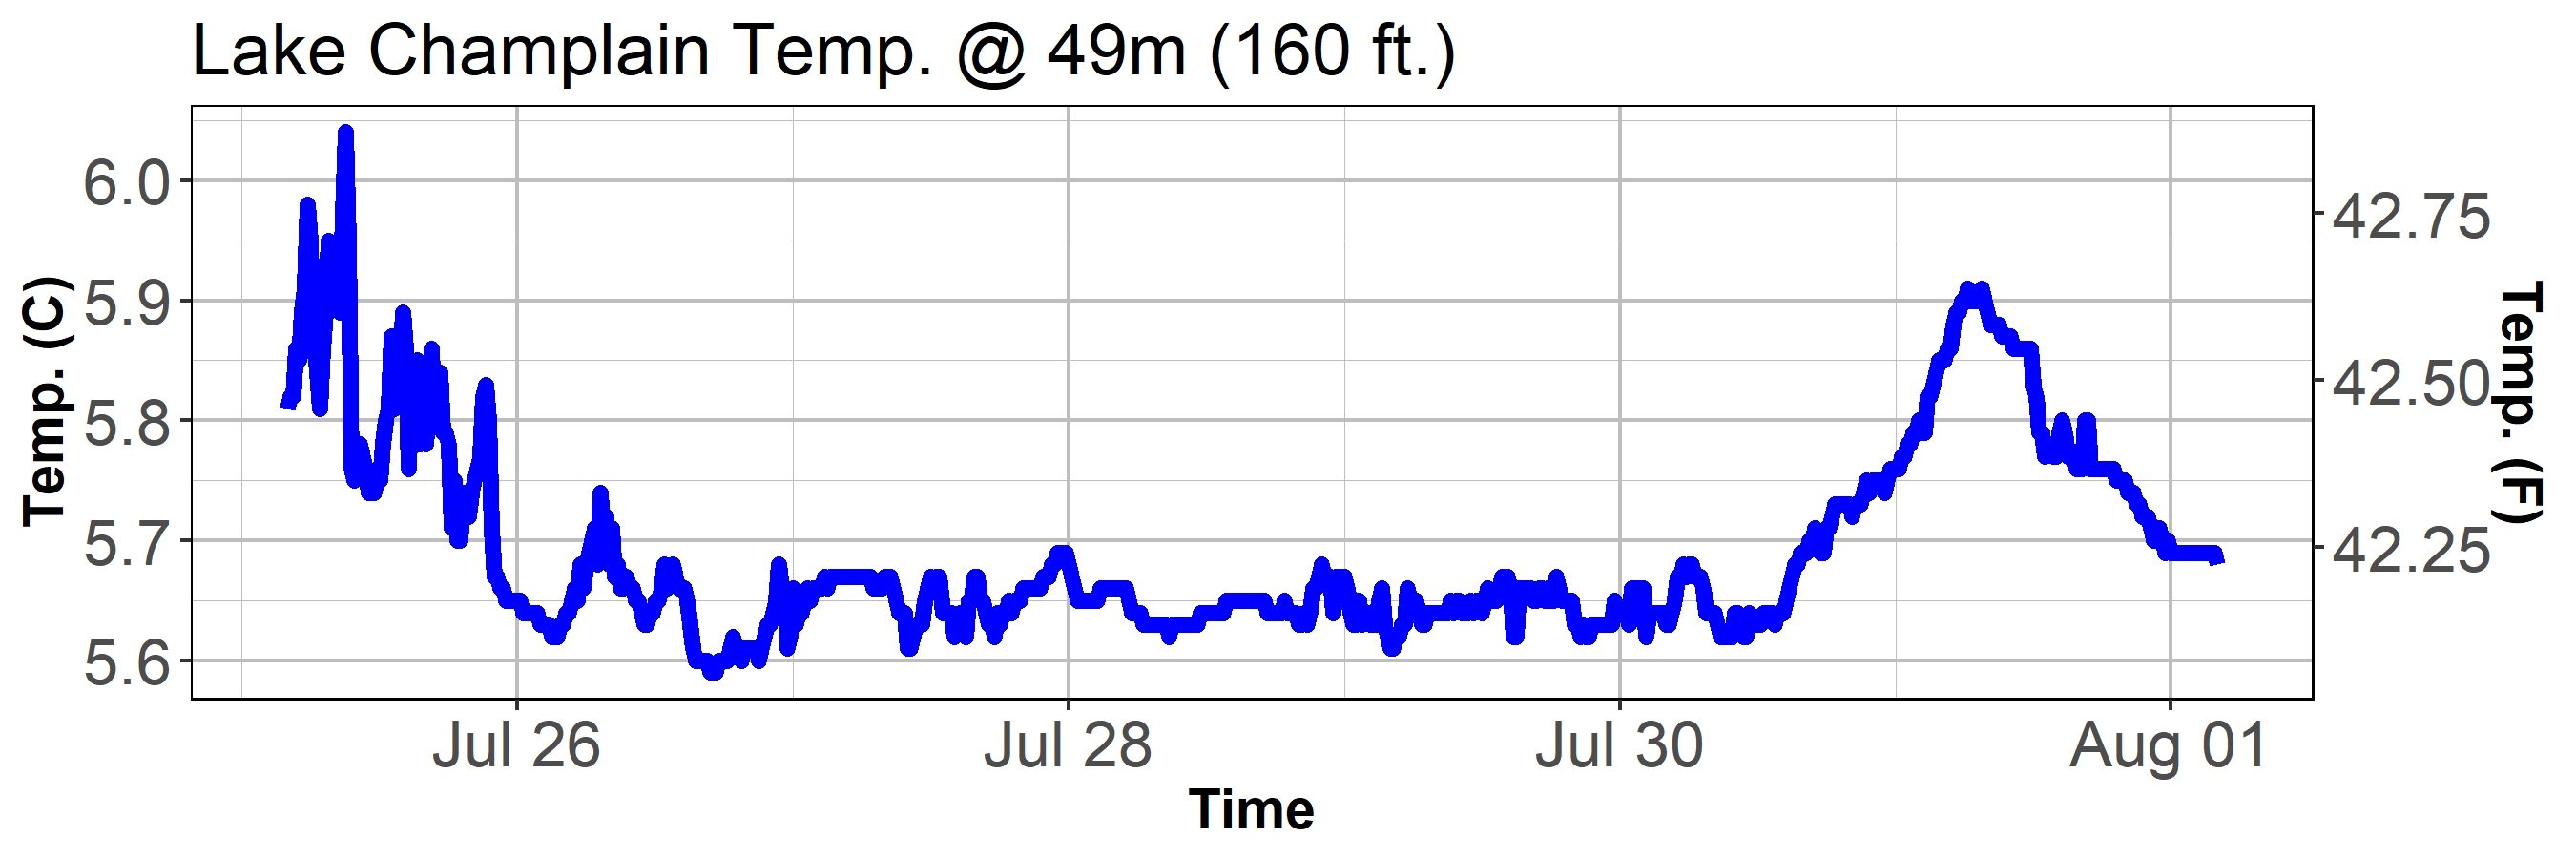 Lake Champlain Temp. @ 49m (160 ft.)
Temp. (C)
6.0
5.9
5.8
5.7
5.6
42.75
42.50
42.25
Temp. (F)
Jul 26
Jul 28
Jul 30
Aug 01
Time